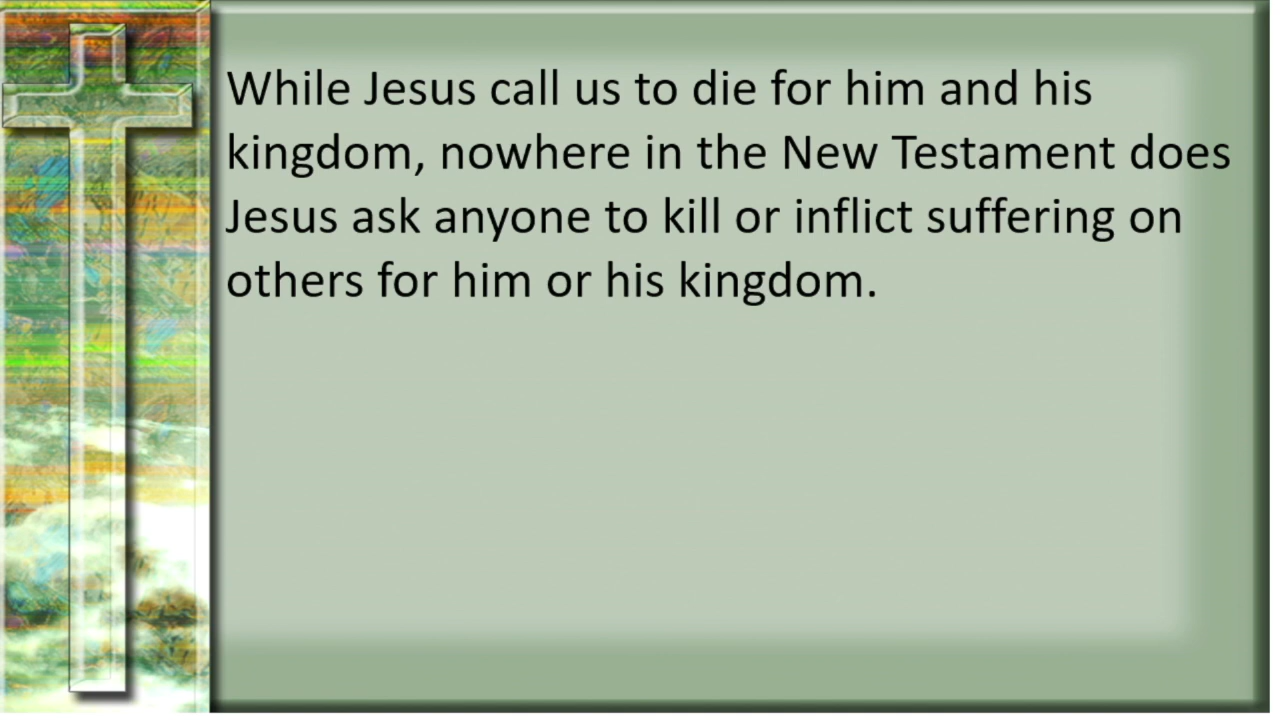 While Jesus call us to die for him and his
kingdom, nowhere in the New Testament does
Jesus ask anyone to kill or inflict suffering on
others for him or his kingdom.